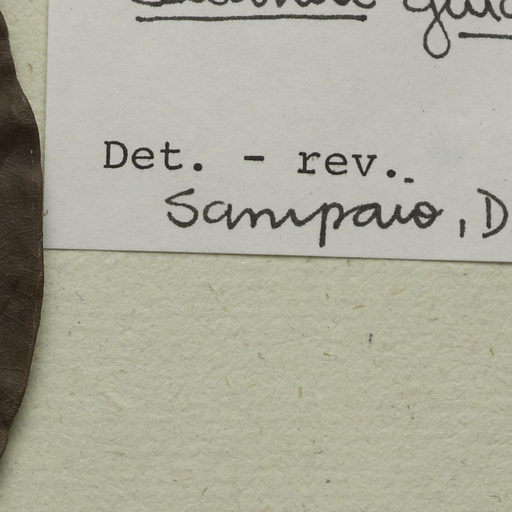 Det. - rev.
Sampaio, D.